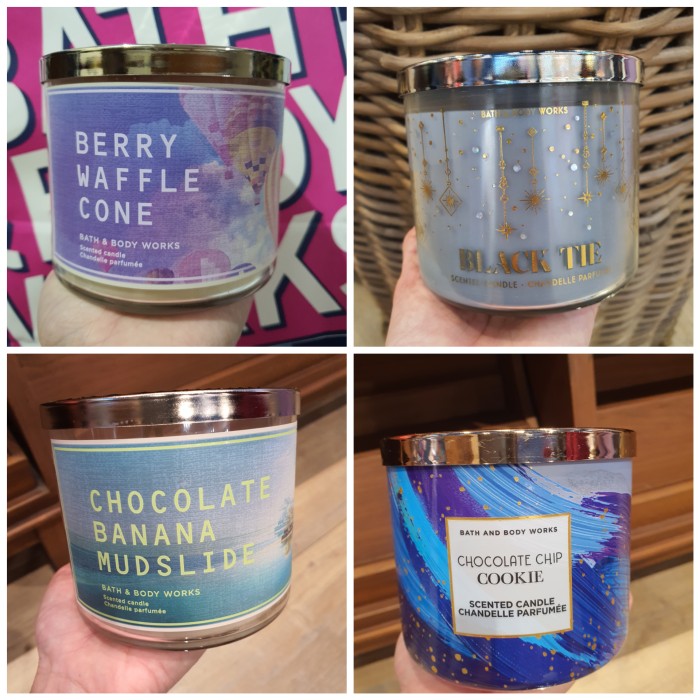 BERRY
WAFFLE
CONE
BATH & BODY WORKS
Scented candle
Chandelle parfumée
BATH & BODY WORKS
BLACK TIE
SCENTED CANDLE - CHANDELLE PARFUMÉE
CHOCOLATE
BANANA
MUDSLIDE
BATH & BODY WORKS
Scented candle
Chandelle parfumée
BATH AND BODY WORKS
CHOCOLATE CHIP
COOKIE
SCENTED CANDLE
CHANDELLE PARFUMÉE